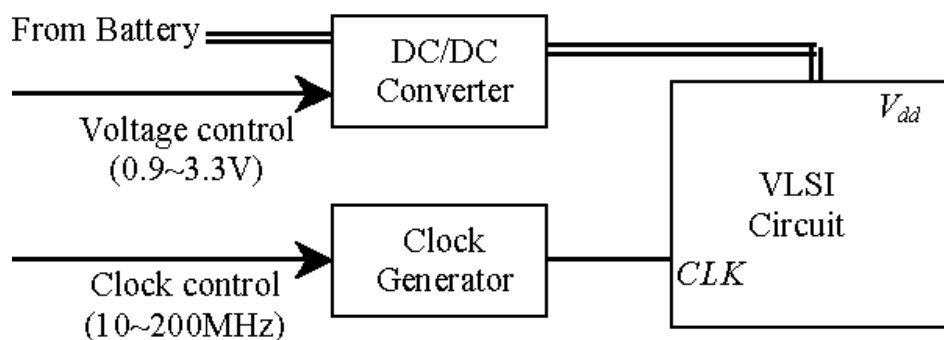 From Battery
DC/DC
Converter
Voltage control
(0.9~3.3V)
V_dd
VLSI
Circuit
Clock
Generator
CLK
Clock control
(10~200MHz)